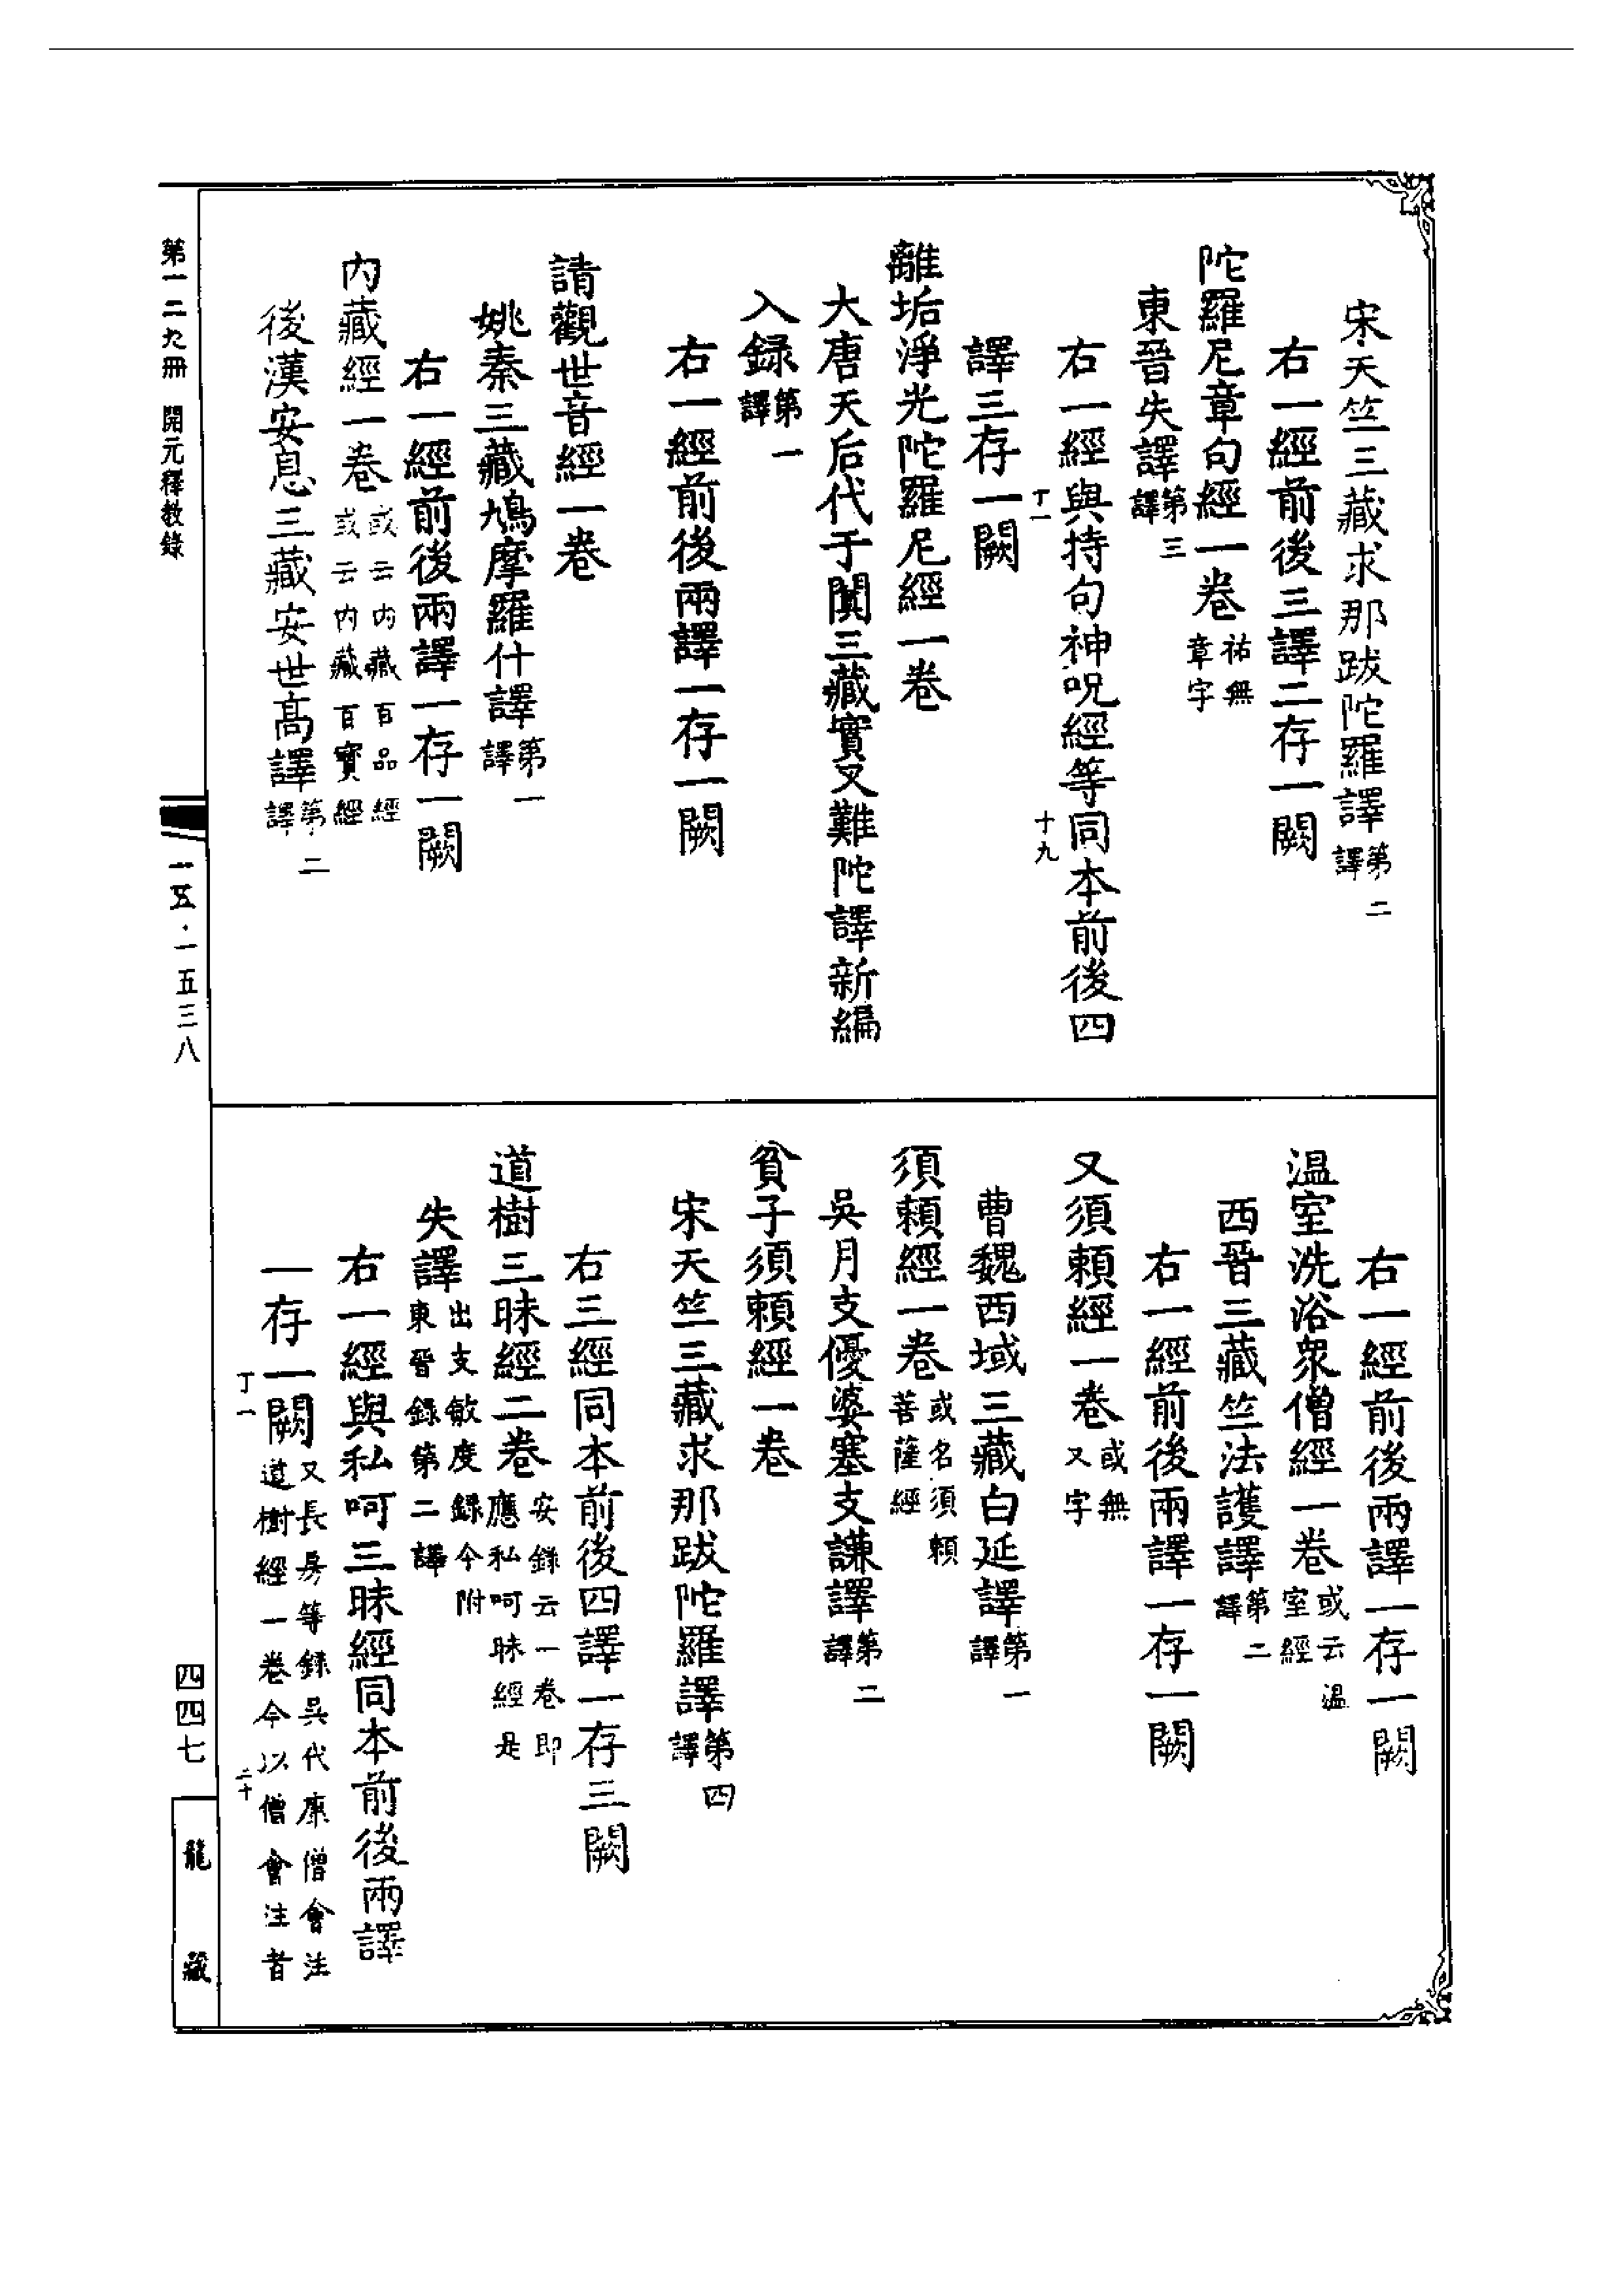 宋天竺三藏求那跋陀羅譯第二譯
右一經前後三譯二存一闕
陀羅尼章句經一卷祐無章字
東晉失譯第三譯
右一經與持句神呪經等同本前後四
丁一 十九
譯三存一闕
離垢淨光陀羅尼經一卷
大唐天后代于闐三藏實叉難陀譯新編
入録第一譯
右一經前後兩譯一存一闕
請觀世音經一卷
姚秦三藏鳩摩羅什譯第一譯
右一經前後兩譯一存一闕
内藏經一卷或云内藏百品經或云内藏百寶經
後漢安息三藏安世高譯第二譯
右一經前後兩譯一存一闕
温室洗浴衆僧經一卷或云温室經
西晉三藏竺法護譯第二譯
右一經前後兩譯一存一闕
又須賴經一卷或無又字
曹魏西域三藏白延譯第一譯
須賴經一卷或名須賴菩薩經
吳月支優婆塞支謙譯第二譯
貧子須賴經一卷
宋天竺三藏求那跋陀羅譯第四譯
右三經同本前後四譯一存三闕
道樹三昧經二卷安録云一卷即應私呵昧經是
失譯出支敏度録今附東晉録第二譯
右一經與私呵三昧經同本前後兩譯
一存一闕又長房等録吳代康僧會注道樹經一卷今以僧會注者
丁一 二十
第一二九冊 開元釋教錄
一五·一五三八
四四七
龍藏